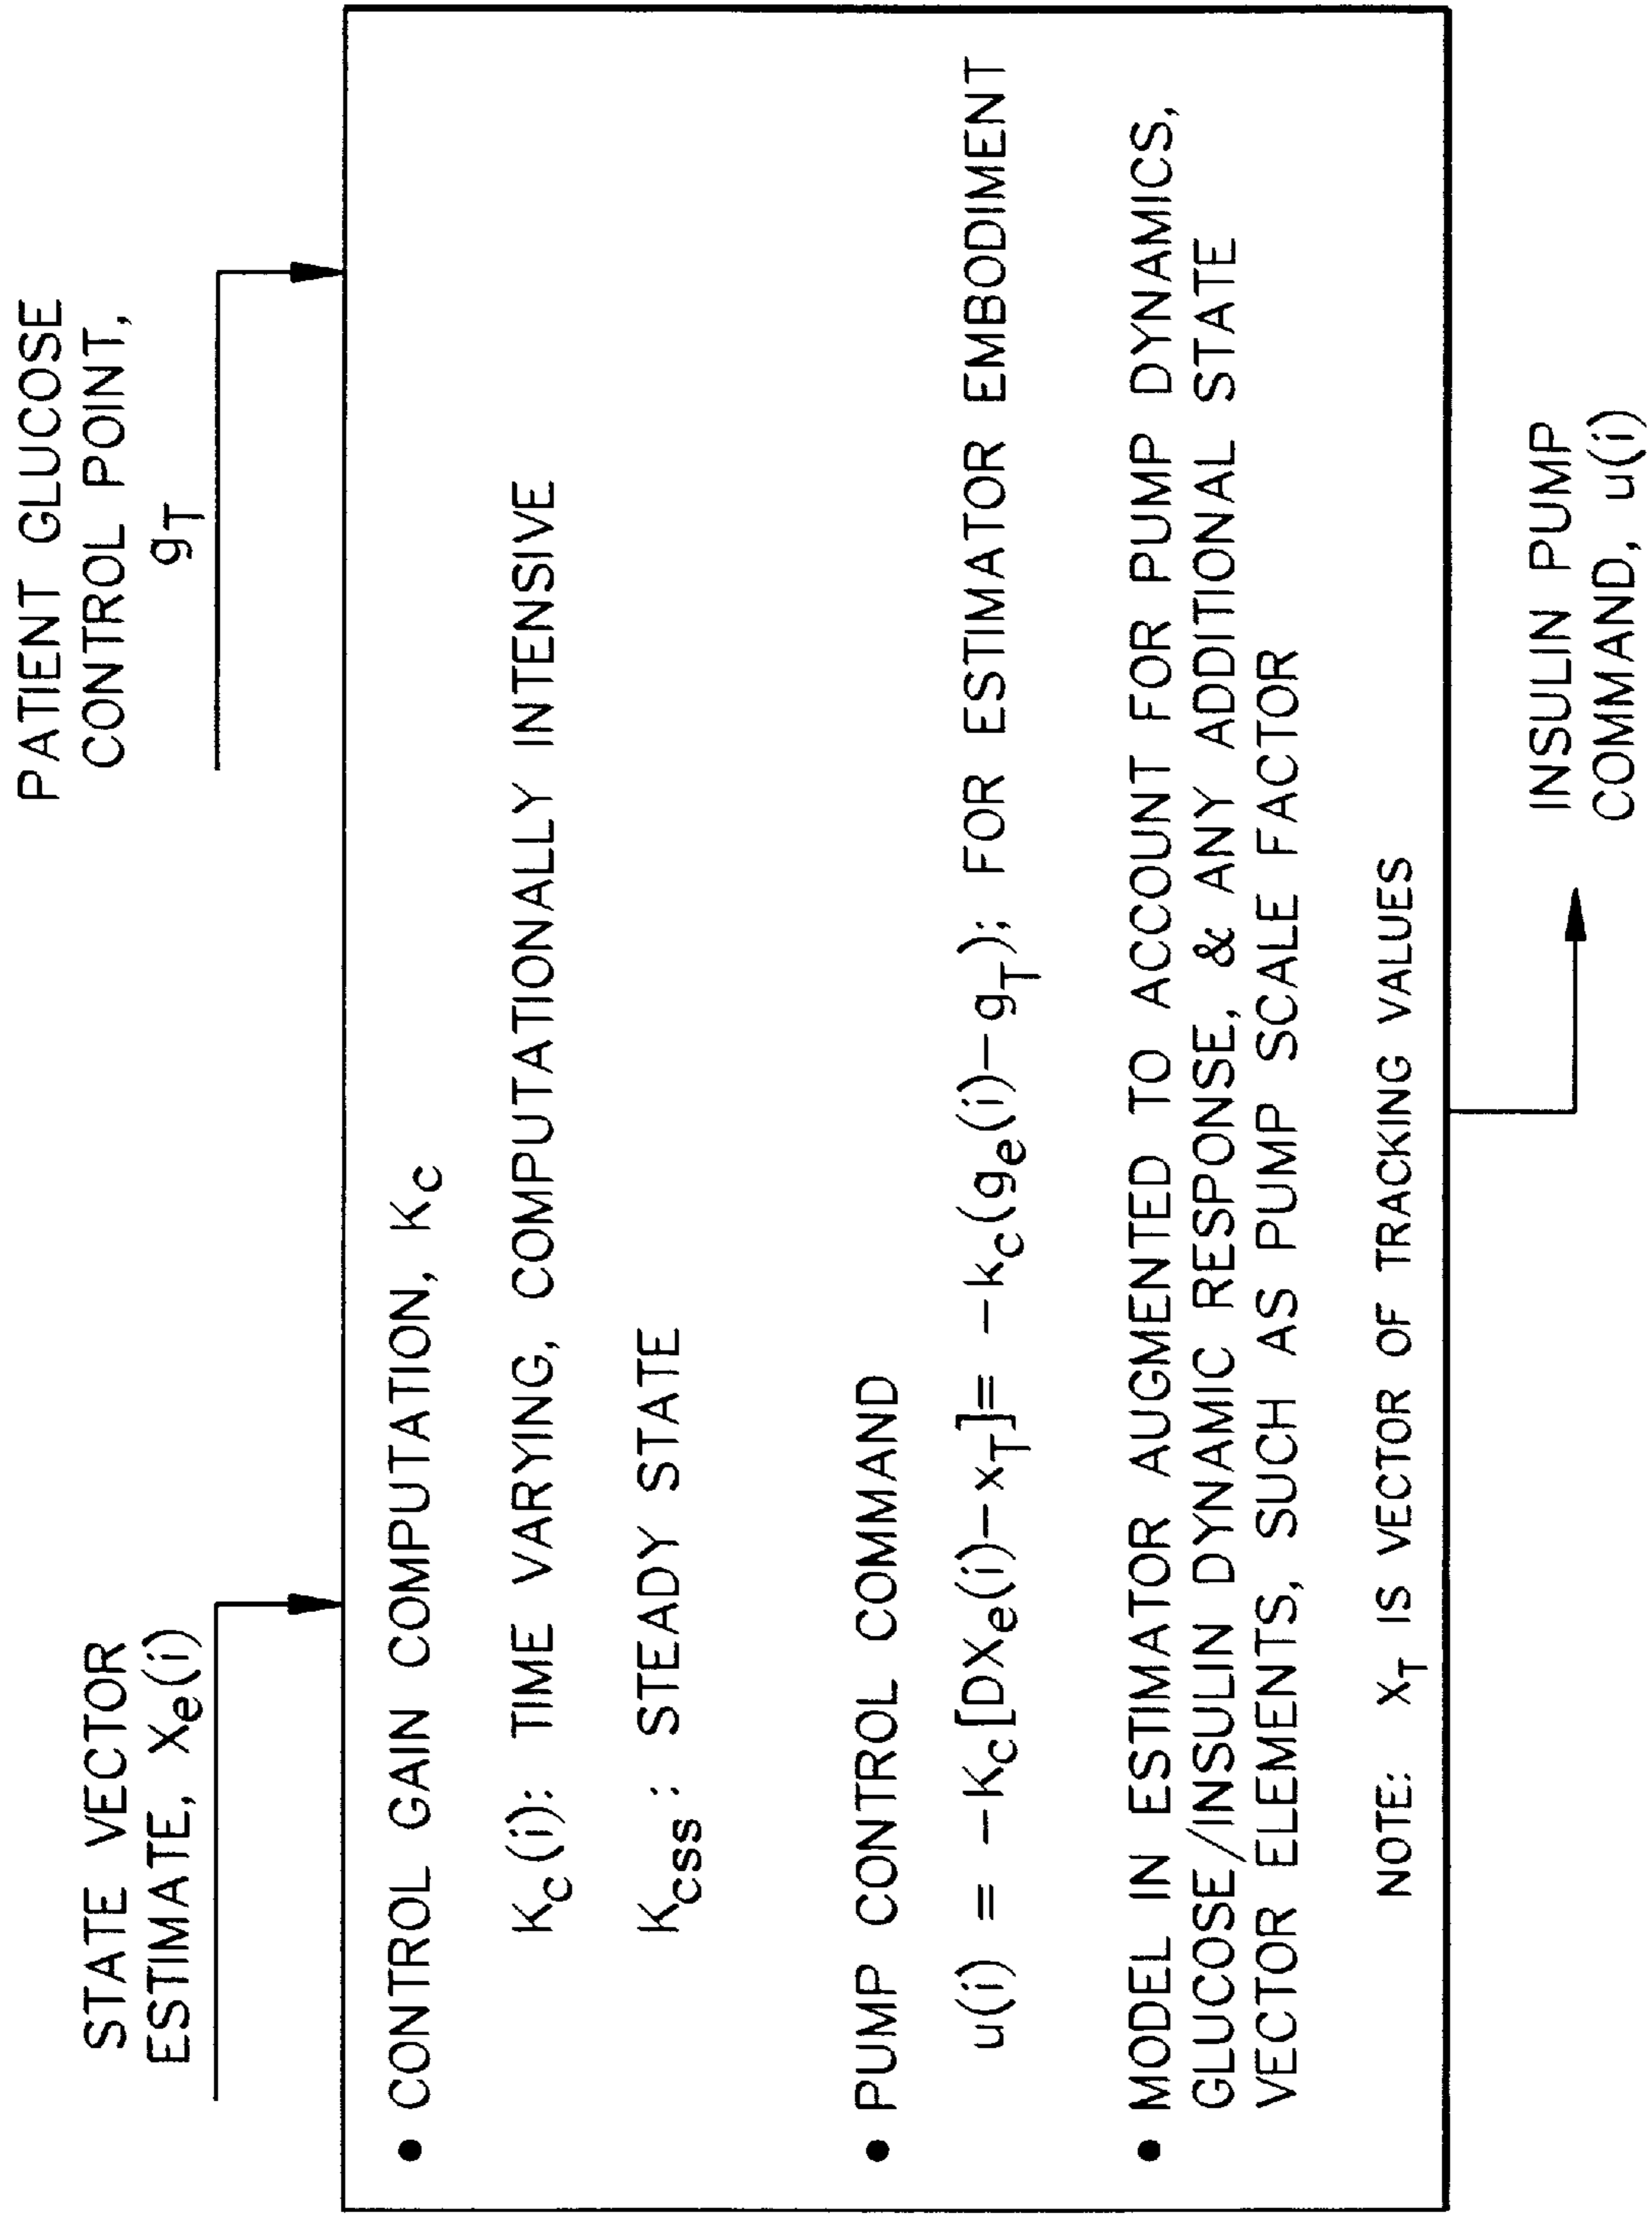 STATE VECTOR
ESTIMATE, Xe(i)
PATIENT GLUCOSE
CONTROL POINT,
gT
• CONTROL GAIN COMPUTATION, Kc
Kc(i): TIME VARYING, COMPUTATIONALLY INTENSIVE
Kcss : STEADY STATE
• PUMP CONTROL COMMAND
u(i) = -Kc[DXe(i)-xT]= -kc(ge(i)-gT); FOR ESTIMATOR EMBODIMENT
• MODEL IN ESTIMATOR AUGMENTED TO ACCOUNT FOR PUMP DYNAMICS,
GLUCOSE/INSULIN DYNAMIC RESPONSE, & ANY ADDITIONAL STATE
VECTOR ELEMENTS, SUCH AS PUMP SCALE FACTOR
NOTE: XT IS VECTOR OF TRACKING VALUES
INSULIN PUMP
COMMAND, u(i)